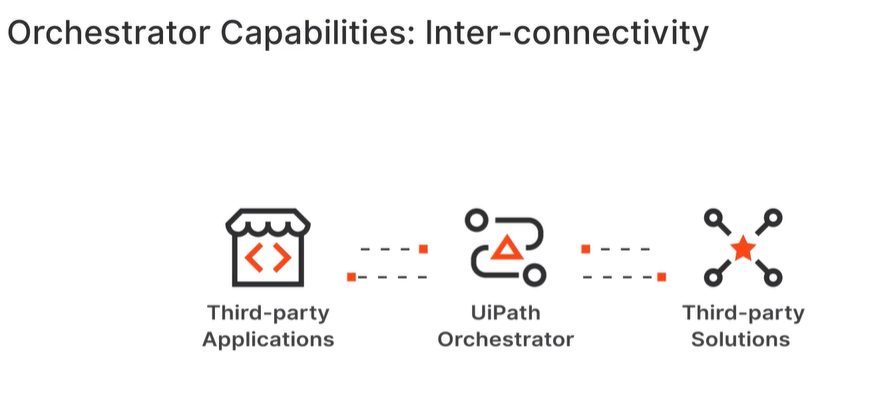 Orchestrator Capabilities: Inter-connectivity
Third-party
Applications
UiPath
Orchestrator
Third-party
Solutions